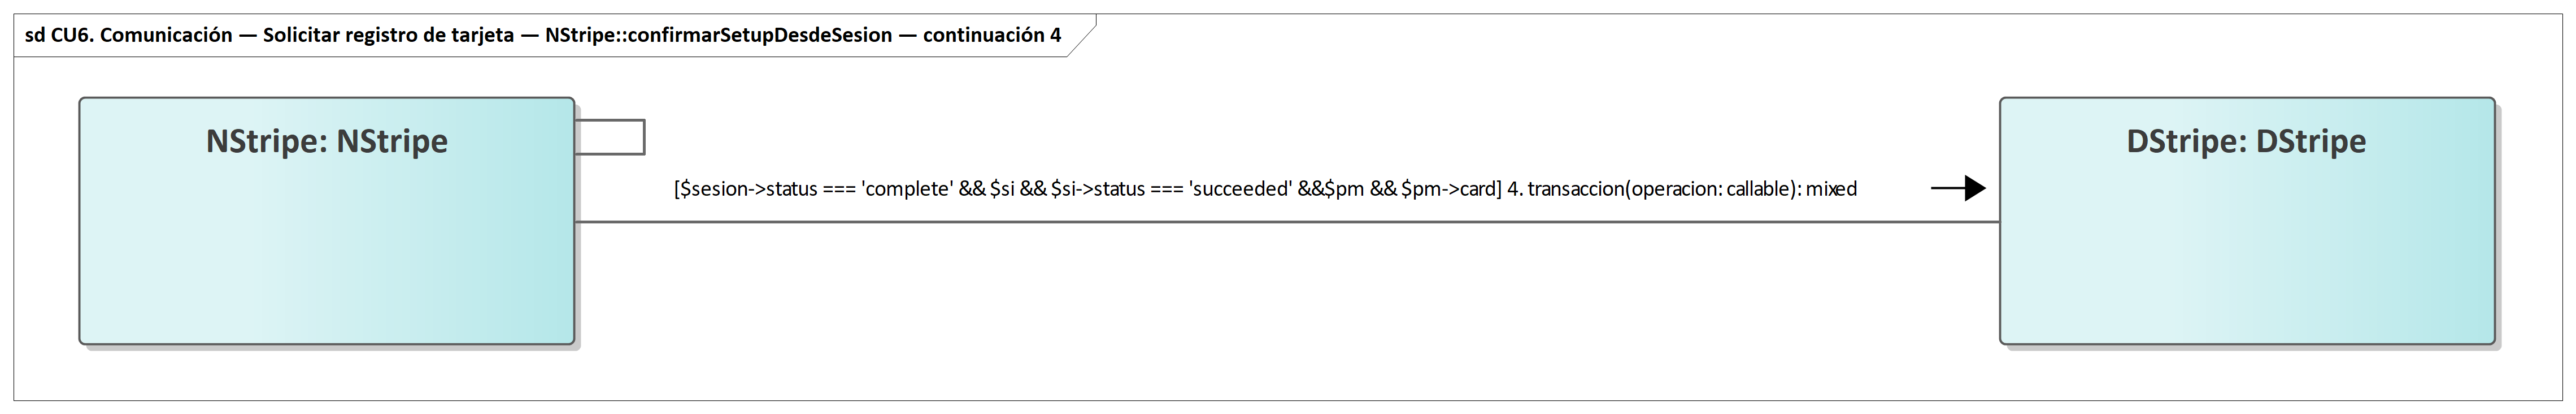 sd CU6. Comunicación — Solicitar registro de tarjeta — NStripe::confirmarSetupDesdeSesion — continuación 4
NStripe: NStripe
DStripe: DStripe
[$sesion->status === 'complete' && $si && $si->status === 'succeeded' &&$pm && $pm->card] 4. transaccion(operacion: callable): mixed